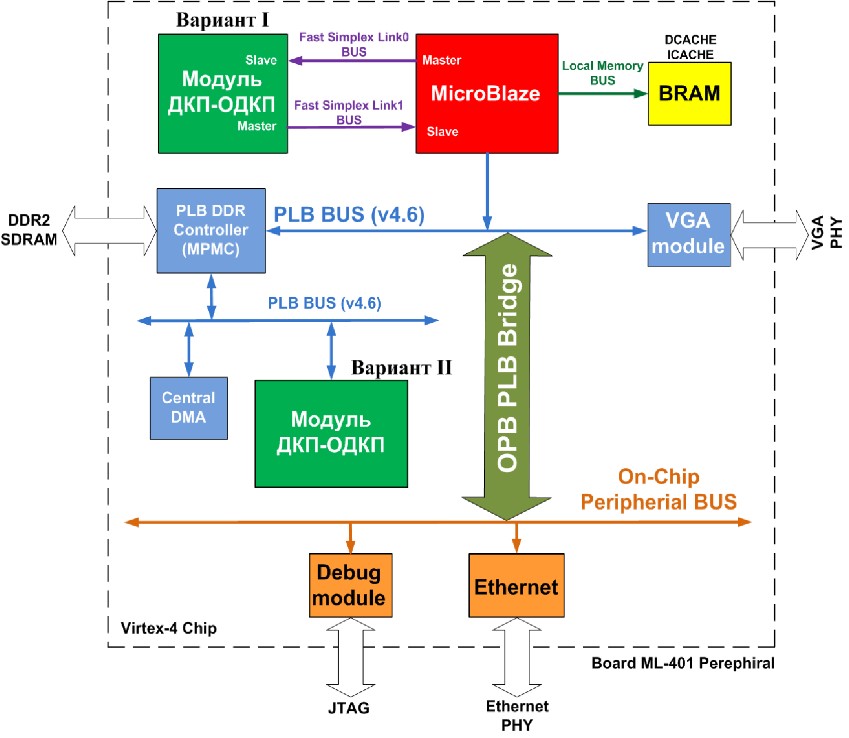 Вариант I
Fast Simplex Link0
BUS
Slave
Master
Модуль
ДКП-ОДКП
Fast Simplex Link1
BUS
Master
Slave
MicroBlaze
Local Memory
BUS
DCACHE
ICACHE
BRAM
DDR2
SDRAM
PLB DDR
Controller
(MPMC)
PLB BUS (v4.6)
VGA
module
VGA
PHY
PLB BUS (v4.6)
OPB PLB Bridge
Central
DMA
Вариант II
Модуль
ДКП-ОДКП
On-Chip
Peripherial BUS
Debug
module
Ethernet
Virtex-4 Chip
Board ML-401 Perephiral
JTAG
Ethernet
PHY